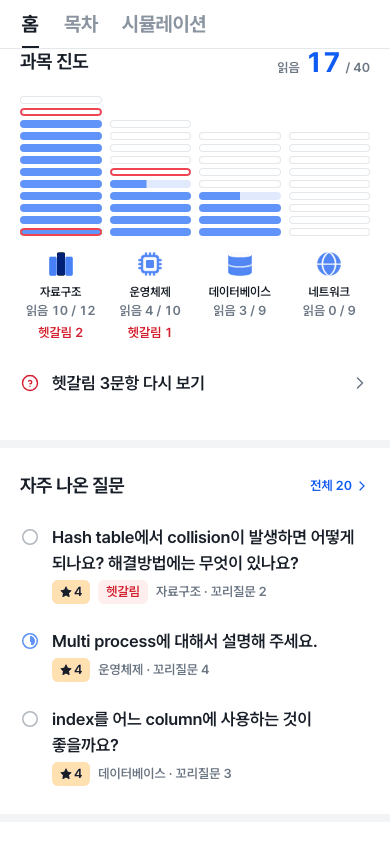 홈 목차 시뮬레이션
과목 진도 읽음 17 / 40
자료구조 운영체제 데이터베이스 네트워크
읽음 10 / 12 읽음 4 / 10 읽음 3 / 9 읽음 0 / 9
헷갈림 2 헷갈림 1
? 헷갈림 3문항 다시 보기
자주 나온 질문 전체 20
Hash table에서 collision이 발생하면 어떻게
되나요? 해결방법에는 무엇이 있나요?
★4 헷갈림 자료구조 · 꼬리질문 2
Multi process에 대해서 설명해 주세요.
★4 운영체제 · 꼬리질문 4
index를 어느 column에 사용하는 것이
좋을까요?
★4 데이터베이스 · 꼬리질문 3